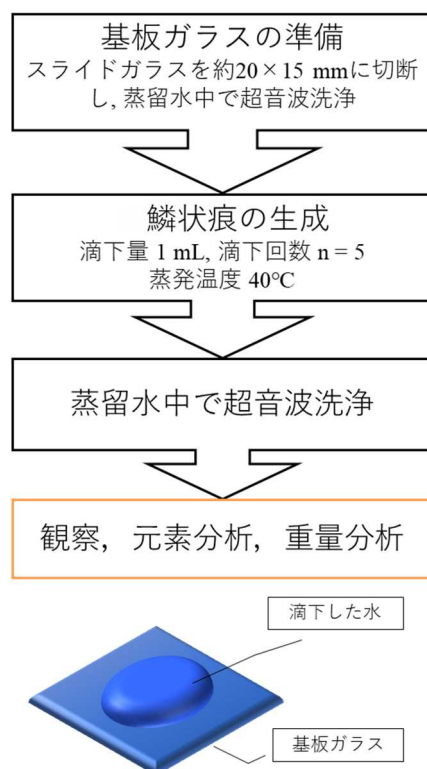 基板ガラスの準備
スライドガラスを約20×15 mmに切断
し, 蒸留水中で超音波洗浄
鱗状痕の生成
滴下量 1 mL, 滴下回数 n = 5
蒸発温度 40℃
蒸留水中で超音波洗浄
観察，元素分析，重量分析
滴下した水
基板ガラス